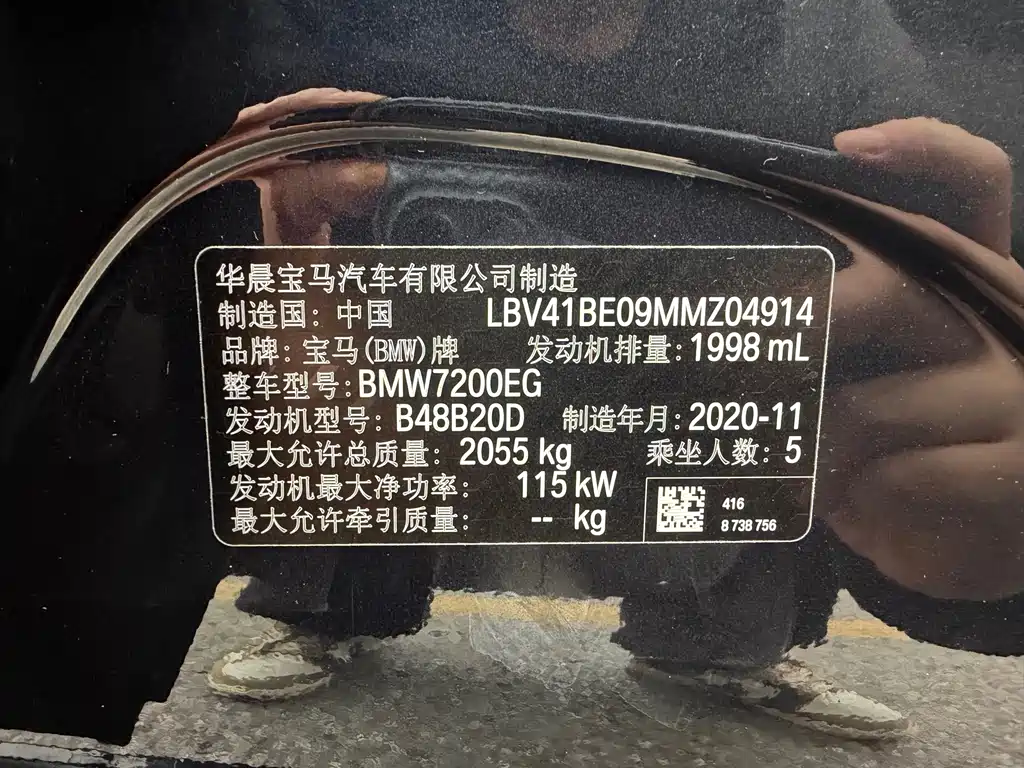 华晨宝马汽车有限公司制造
制造国：中国 LBV41BE09MMZ04914
品牌：宝马(BMW)牌 发动机排量：1998 mL
整车型号：BMW7200EG
发动机型号：B48B20D 制造年月：2020-11
最大允许总质量：2055 kg 乘坐人数：5
发动机最大净功率：115 kW
最大允许牵引质量：-- kg
416
8 738 756